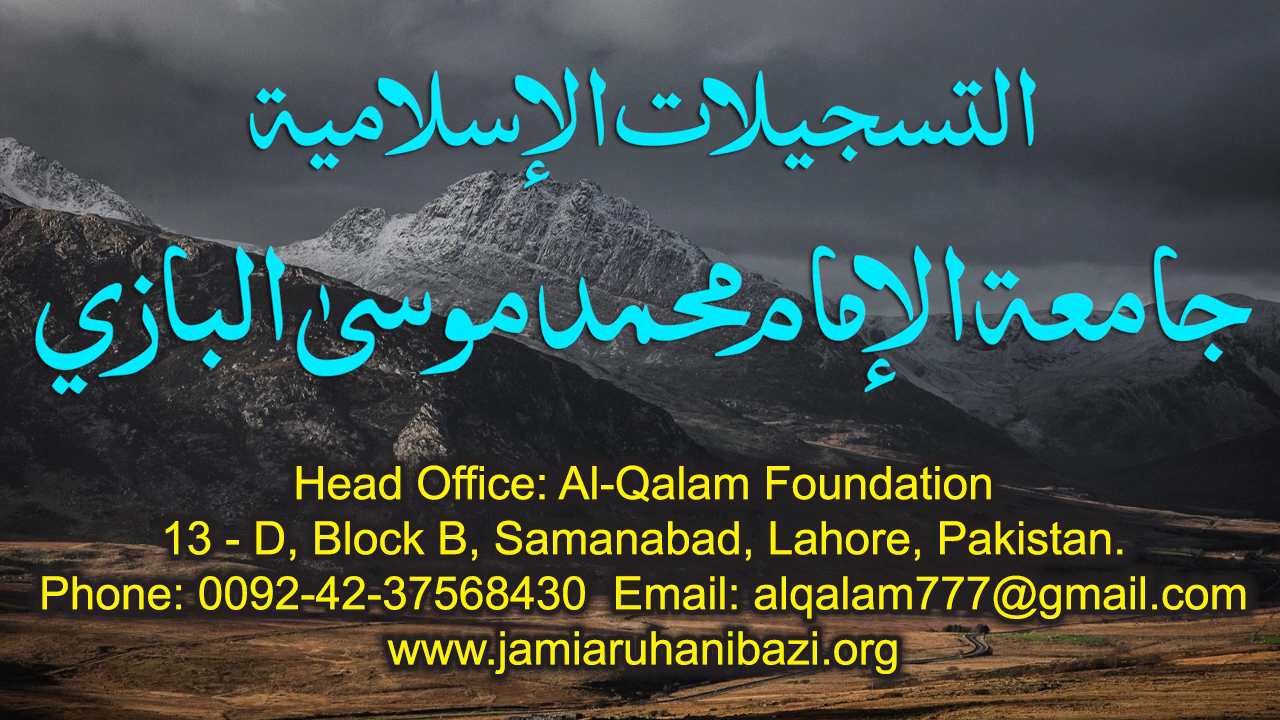 التسجيلات الإسلامية
جامعة الإمام محمد موسىٰ البازي
Head Office: Al-Qalam Foundation
13 - D, Block B, Samanabad, Lahore, Pakistan.
Phone: 0092-42-37568430 Email: alqalam777@gmail.com
www.jamiaruhanibazi.org